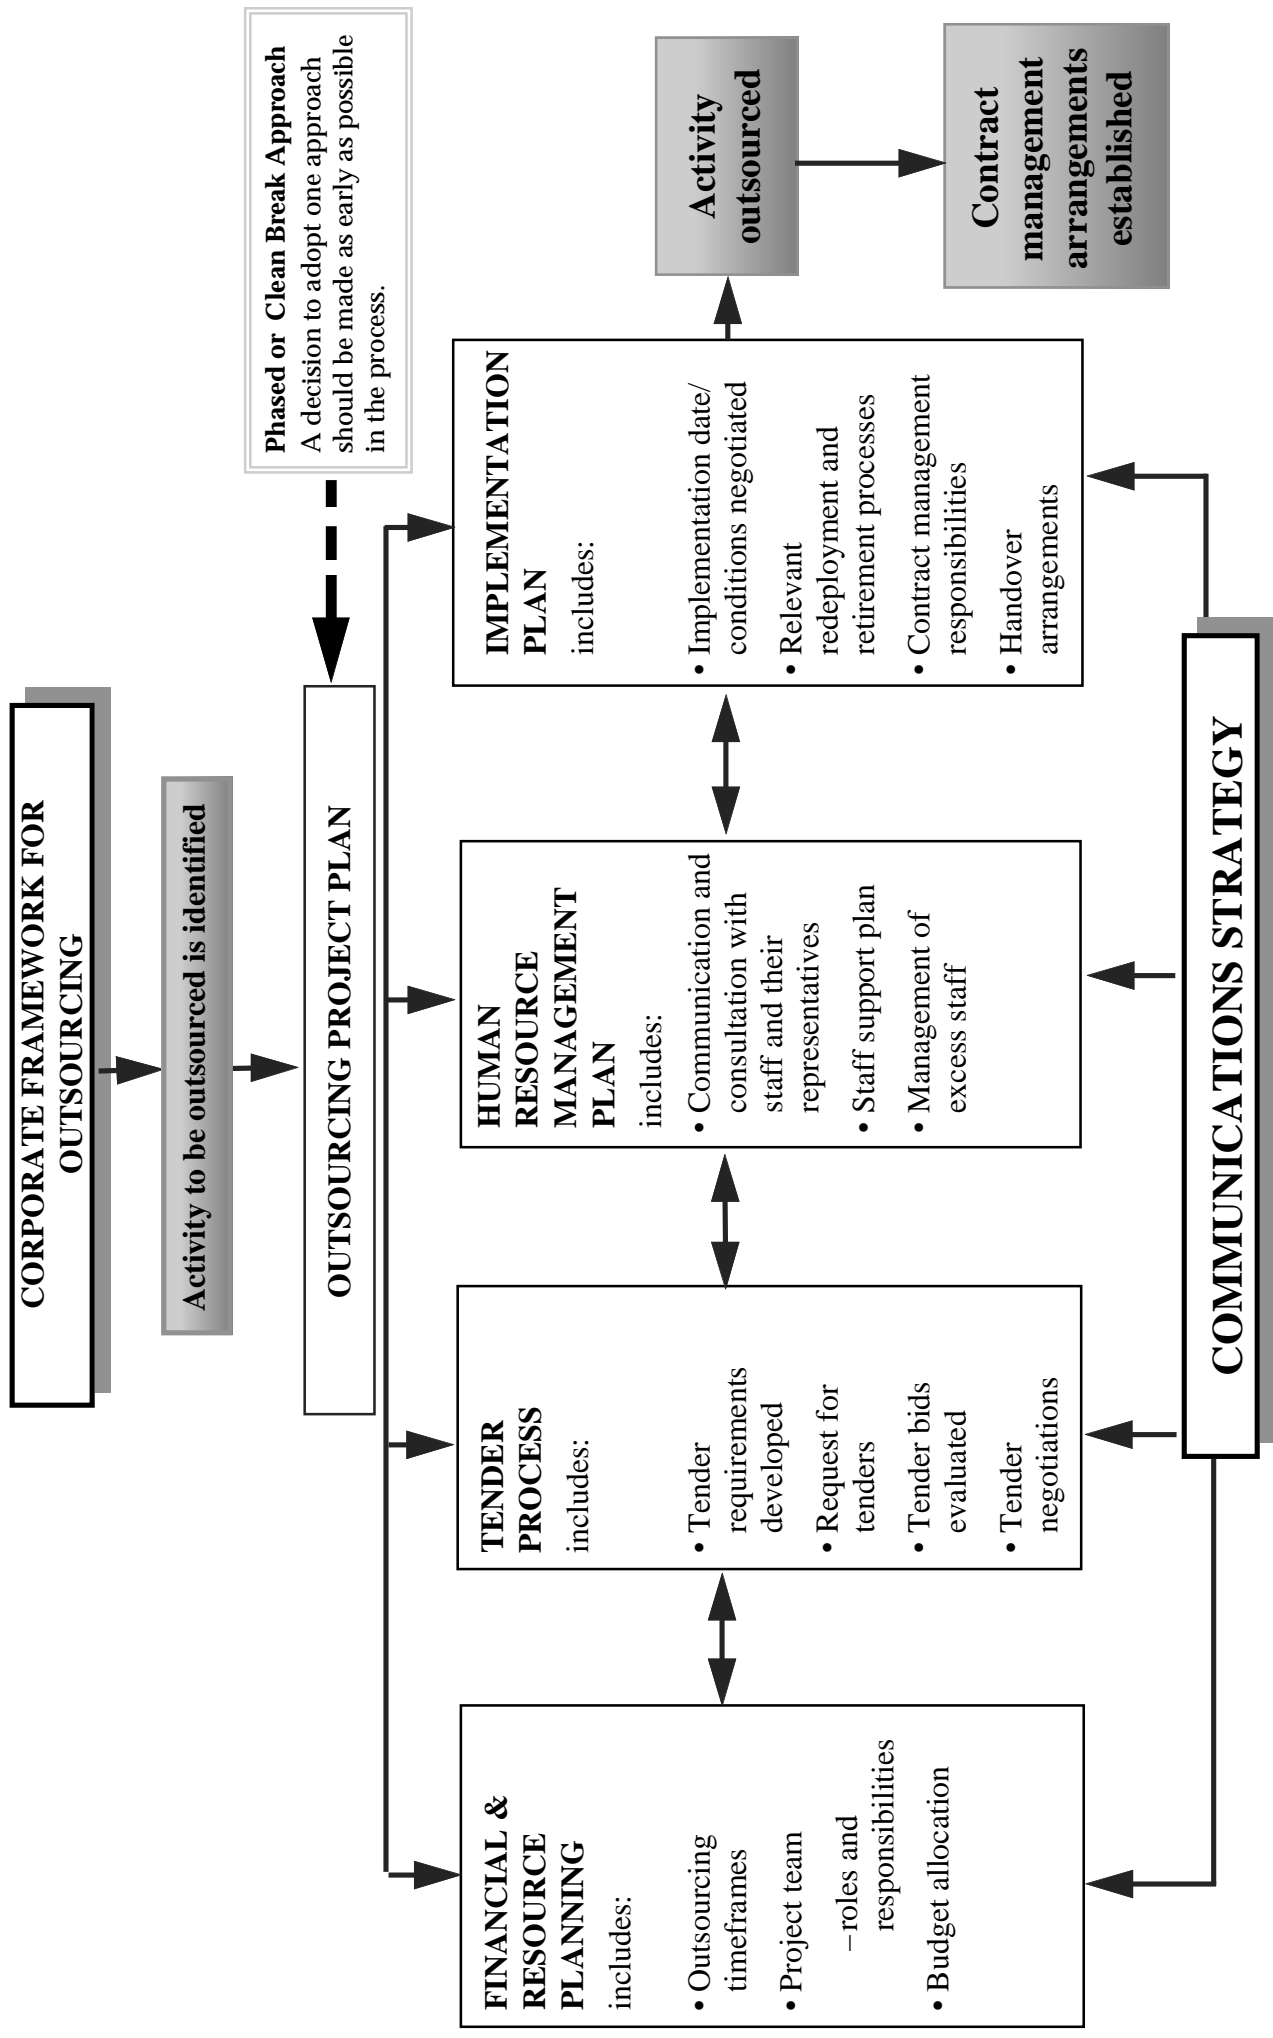 CORPORATE FRAMEWORK FOR
OUTSOURCING
Activity to be outsourced is identified
Phased or Clean Break Approach
A decision to adopt one approach
should be made as early as possible
in the process.
OUTSOURCING PROJECT PLAN
FINANCIAL &
RESOURCE
PLANNING
includes:
• Outsourcing
timeframes
• Project team
–roles and
responsibilities
• Budget allocation
TENDER
PROCESS
includes:
• Tender
requirements
developed
• Request for
tenders
• Tender bids
evaluated
• Tender
negotiations
HUMAN
RESOURCE
MANAGEMENT
PLAN
includes:
• Communication and
consultation with
staff and their
representatives
• Staff support plan
• Management of
excess staff
IMPLEMENTATION
PLAN
includes:
• Implementation date/
conditions negotiated
• Relevant
redeployment and
retirement processes
• Contract management
responsibilities
• Handover
arrangements
Activity
outsourced
Contract
management
arrangements
established
COMMUNICATIONS STRATEGY